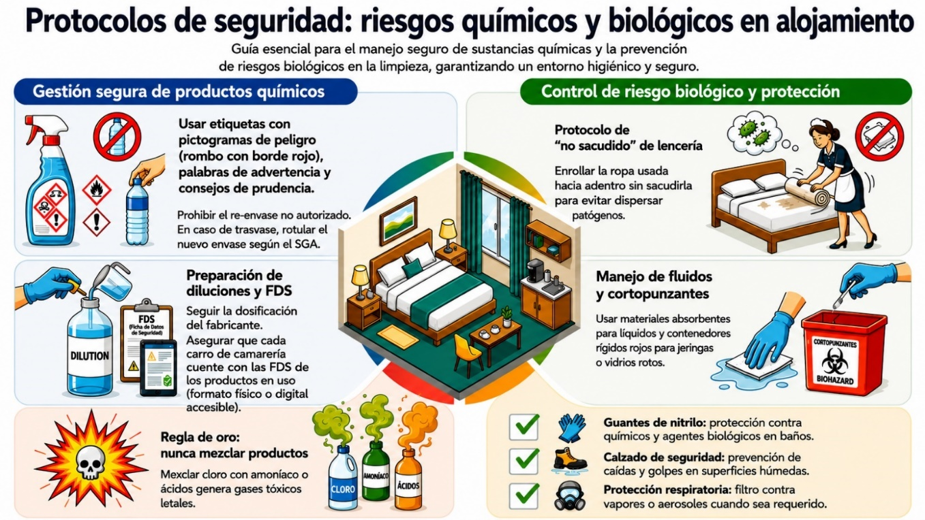 Protocolos de seguridad: riesgos químicos y biológicos en alojamiento
Guía esencial para el manejo seguro de sustancias químicas y la prevención
de riesgos biológicos en la limpieza, garantizando un entorno higiénico y seguro.
Gestión segura de productos químicos
Usar etiquetas con
pictogramas de peligro
(rombo con borde rojo),
palabras de advertencia y
consejos de prudencia.
Prohibir el re-envase no autorizado.
En caso de trasvase, rotular el
nuevo envase según el SGA.
Preparación de
diluciones y FDS
Seguir la dosificación
del fabricante.
Asegurar que cada
carro de camarería
cuente con las FDS de
los productos en uso
(formato físico o digital
accesible).
DILUTION
FDS
(Ficha de Datos
de Seguridad)
Regla de oro:
nunca mezclar productos
Mexclar cloro con amoníaco o
ácidos genera gases tóxicos
letales.
CLORO
AMONÍACO
ÁCIDOS
Control de riesgo biológico y protección
Protocolo de
“no sacudido” de lencería
Enrollar la ropa usada
hacia adentro sin sacudirla
para evitar dispersar
patógenos.
Manejo de fluidos
y cortopunzantes
Usar materiales absorbentes
para líquidos y contenedores
rígidos rojos para jeringas
o vidrios rotos.
CORTOPUNZANTES
BIOHAZARD
Guantes de nitrilo: protección contra
químicos y agentes biológicos en baños.
Calzado de seguridad: prevención de
caídas y golpes en superficies húmedas.
Protección respiratoria: filtro contra
vapores o aerosoles cuando sea requerido.